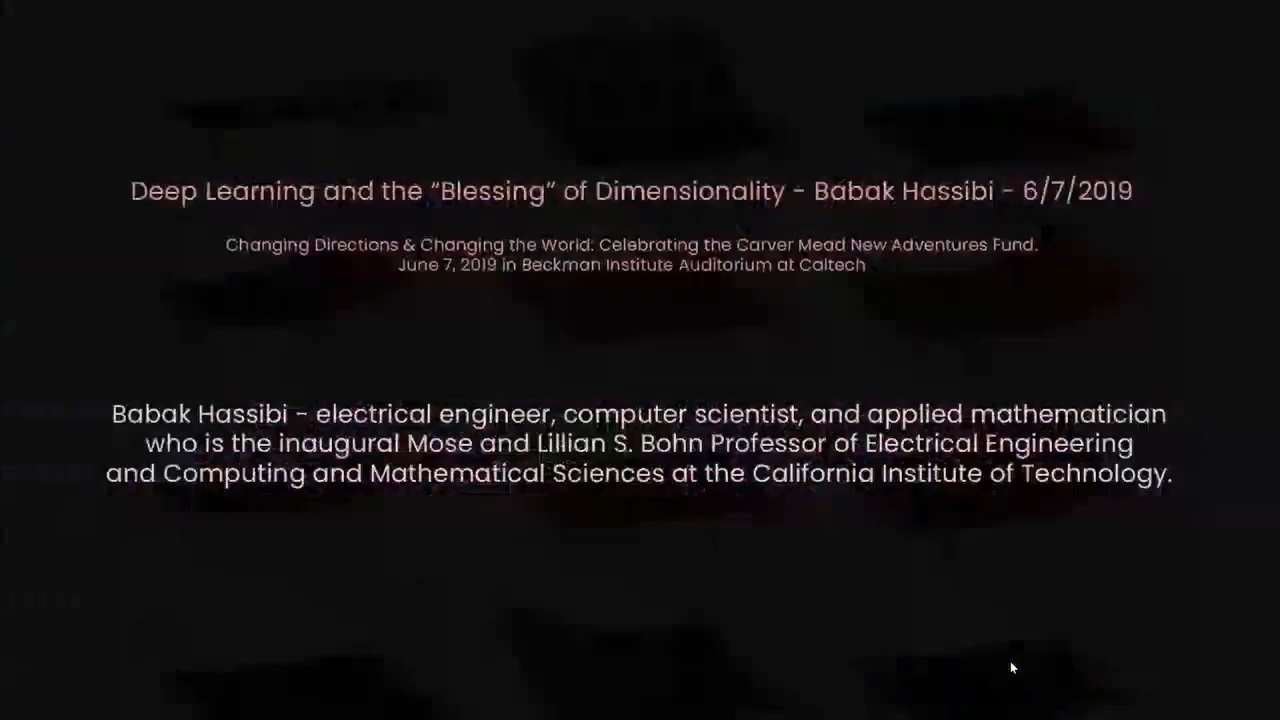 Deep Learning and the “Blessing” of Dimensionality - Babak Hassibi - 6/7/2019
Changing Directions & Changing the World: Celebrating the Carver Mead New Adventures Fund.
June 7, 2019 in Beckman Institute Auditorium at Caltech
Babak Hassibi - electrical engineer, computer scientist, and applied mathematician
who is the inaugural Mose and Lillian S. Bohn Professor of Electrical Engineering
and Computing and Mathematical Sciences at the California Institute of Technology.